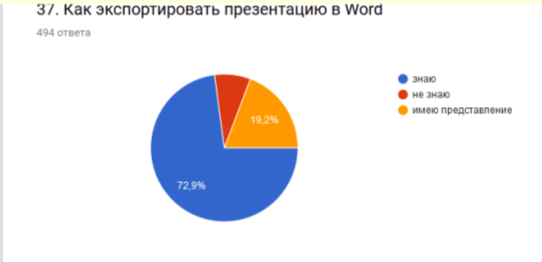 37. Как экспортировать презентацию в Word
494 ответа
знаю
не знаю
имею представление
19,2%
72,9%